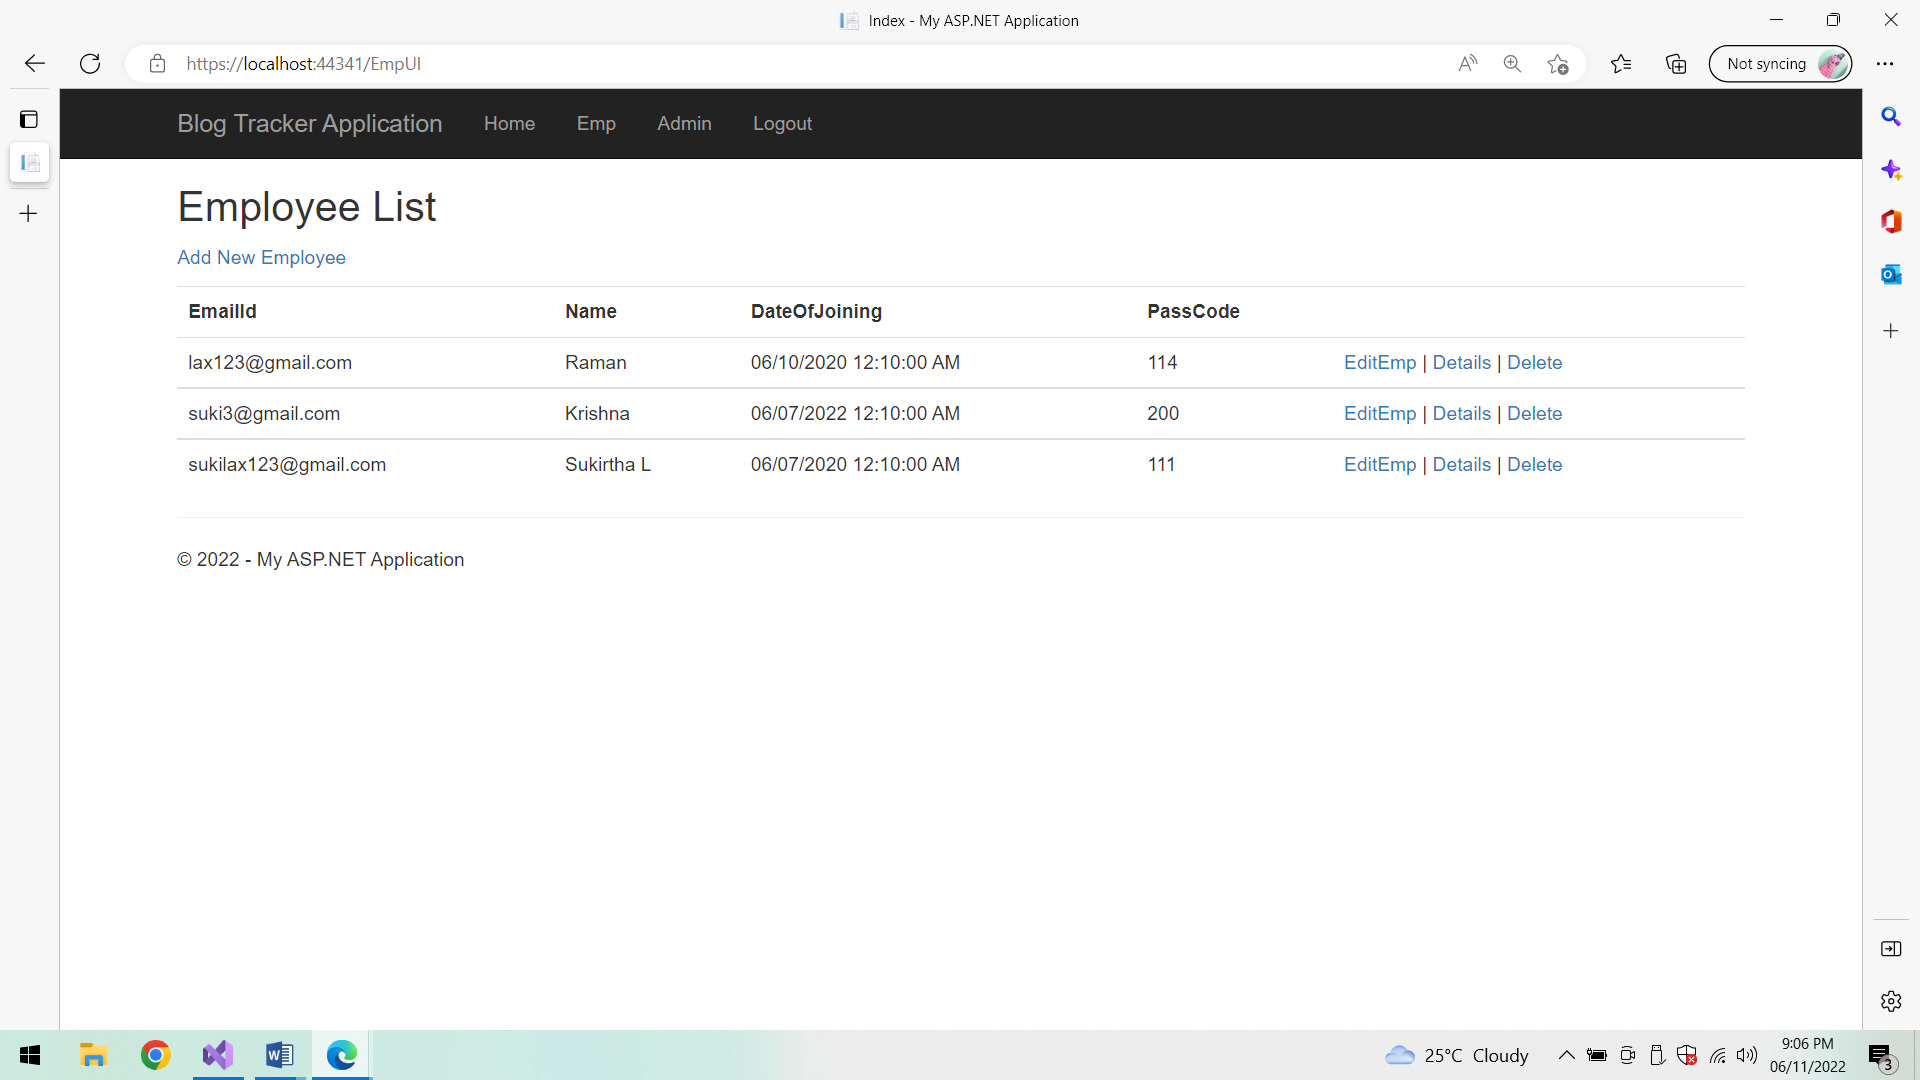 Index - My ASP.NET Application
https://localhost:44341/EmpUI
Not syncing
Blog Tracker Application Home Emp Admin Logout
Employee List
Add New Employee
EmailId Name DateOfJoining PassCode
lax123@gmail.com Raman 06/10/2020 12:10:00 AM 114 EditEmp | Details | Delete
suki3@gmail.com Krishna 06/07/2022 12:10:00 AM 200 EditEmp | Details | Delete
sukilax123@gmail.com Sukirtha L 06/07/2020 12:10:00 AM 111 EditEmp | Details | Delete
© 2022 - My ASP.NET Application
25°C Cloudy
9:06 PM
06/11/2022
3